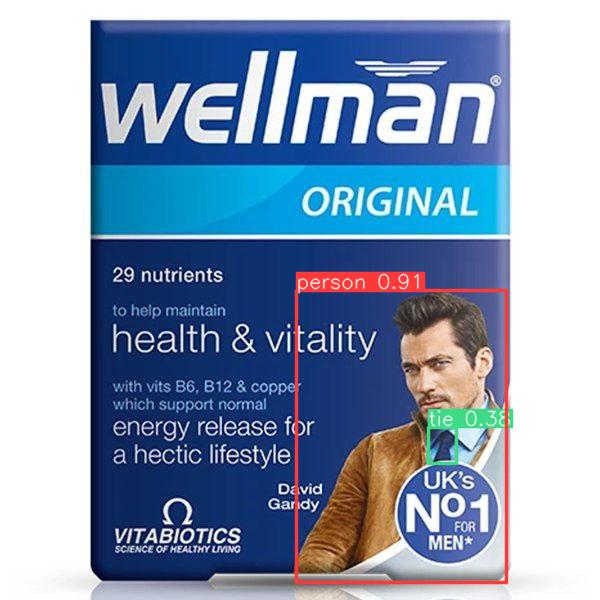 wellman®
ORIGINAL
29 nutrients
person 0.91
to help maintain
health & vitality
with vits B6, B12 & copper
which support normal
energy release for
a hectic lifestyle
tie 0.38
David
Gandy
UK's
Nº1
FOR
MEN*
VITABIOTICS
SCIENCE OF HEALTHY LIVING